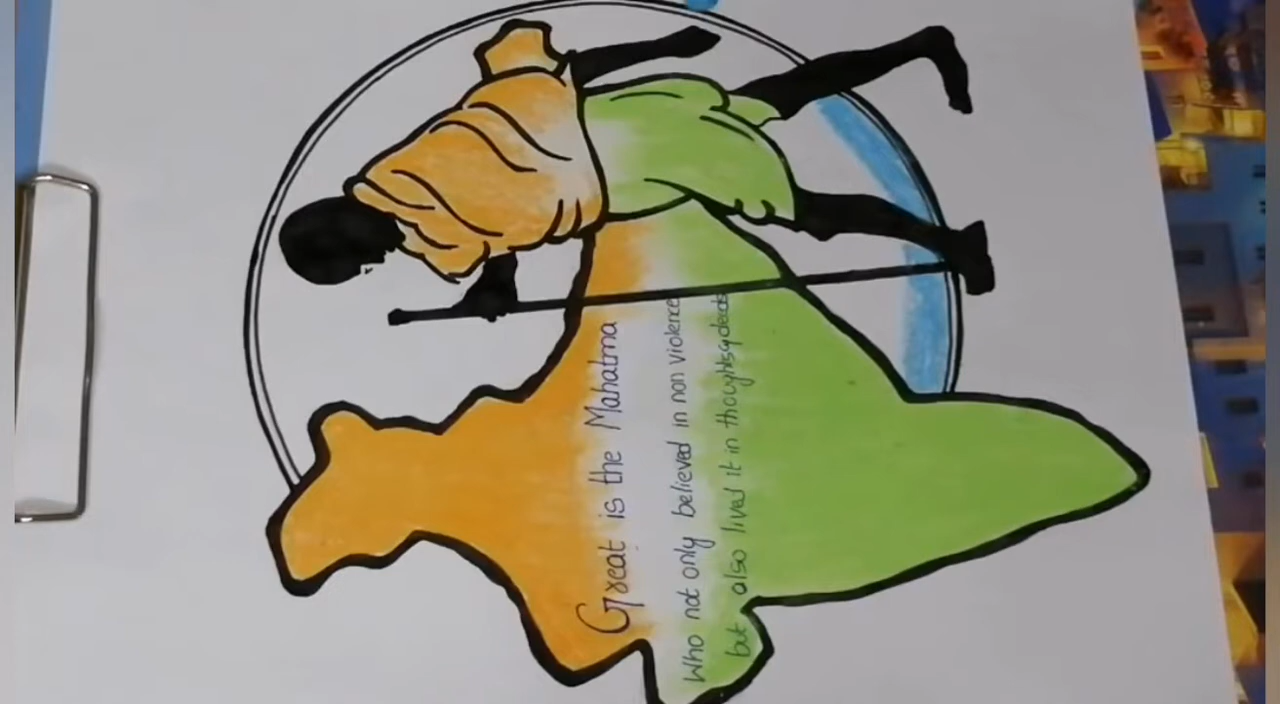 Great is the Mahatma
Who not only believed in non violence
but also lived it in thoughts & deeds